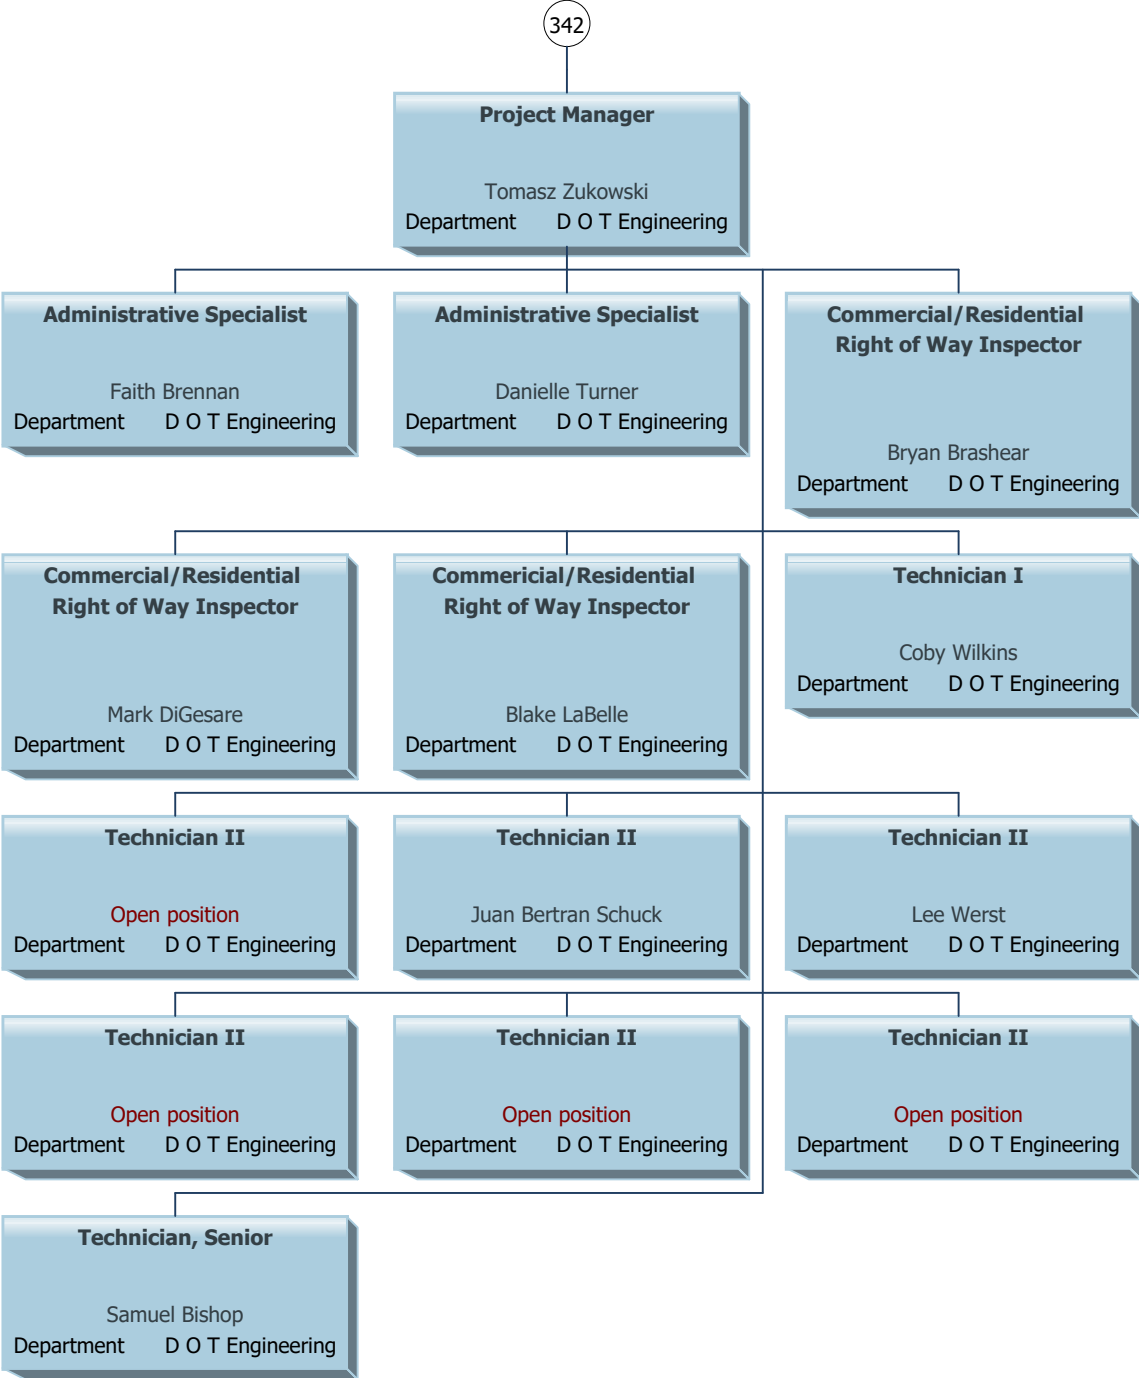 342
Project Manager
Tomasz Zukowski
Department D O T Engineering
Administrative Specialist
Faith Brennan
Department D O T Engineering
Administrative Specialist
Danielle Turner
Department D O T Engineering
Commercial/Residential
Right of Way Inspector
Bryan Brashear
Department D O T Engineering
Commercial/Residential
Right of Way Inspector
Mark DiGesare
Department D O T Engineering
Commericial/Residential
Right of Way Inspector
Blake LaBelle
Department D O T Engineering
Technician I
Coby Wilkins
Department D O T Engineering
Technician II
Open position
Department D O T Engineering
Technician II
Juan Bertran Schuck
Department D O T Engineering
Technician II
Lee Werst
Department D O T Engineering
Technician II
Open position
Department D O T Engineering
Technician II
Open position
Department D O T Engineering
Technician II
Open position
Department D O T Engineering
Technician, Senior
Samuel Bishop
Department D O T Engineering